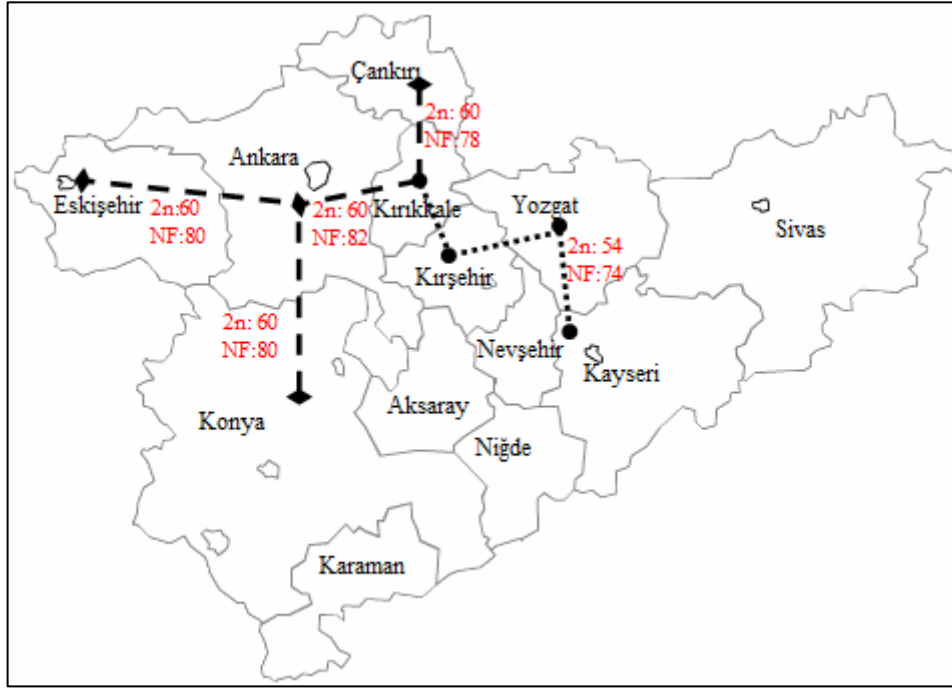 Çankırı
2n: 60
NF:78
Ankara
Eskişehir
2n:60
NF:80
2n: 60
NF:82
Kırıkkale
Yozgat
Sivas
2n: 54
NF:74
Kırşehir
2n: 60
NF:80
Nevşehir
Kayseri
Konya
Aksaray
Niğde
Karaman